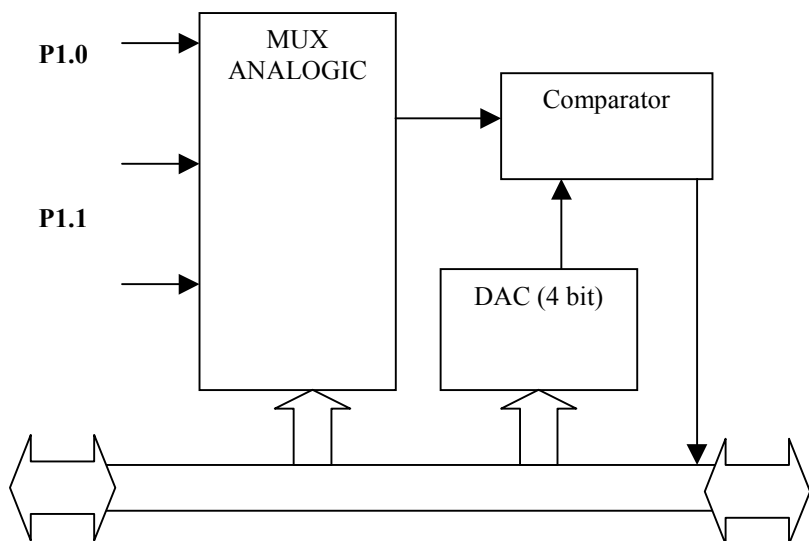 P1.0
MUX
ANALOGIC
Comparator
P1.1
DAC (4 bit)